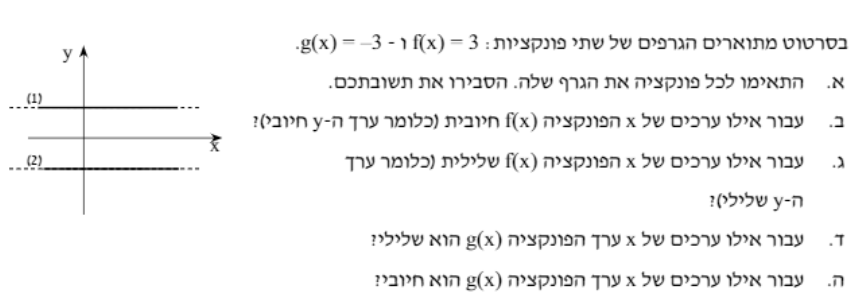 בסרטוט מתוארים הגרפים של שתי פונקציות: f(x) = 3 ו - g(x) = –3.
א. התאימו לכל פונקציה את הגרף שלה. הסבירו את תשובתכם.
ב. עבור אילו ערכים של x הפונקציה f(x) חיובית (כלומר ערך ה-y חיובי)?
ג. עבור אילו ערכים של x הפונקציה f(x) שלילית (כלומר ערך
ה-y שלילי)?
ד. עבור אילו ערכים של x ערך הפונקציה g(x) הוא שלילי?
ה. עבור אילו ערכים של x ערך הפונקציה g(x) הוא חיובי?
y
(1)
x
(2)